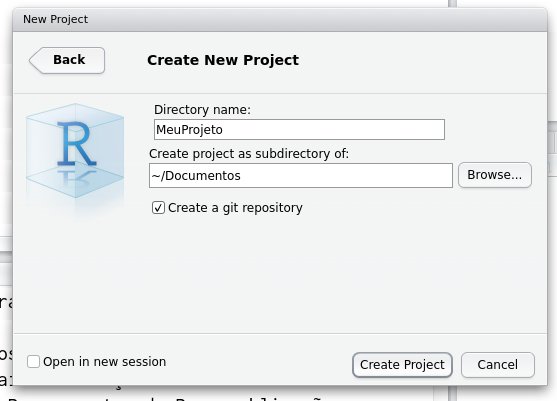 New Project
Back
Create New Project
R
Directory name:
MeuProjeto
Create project as subdirectory of:
~/Documentos
Browse...
Create a git repository
Open in new session
Create Project
Cancel